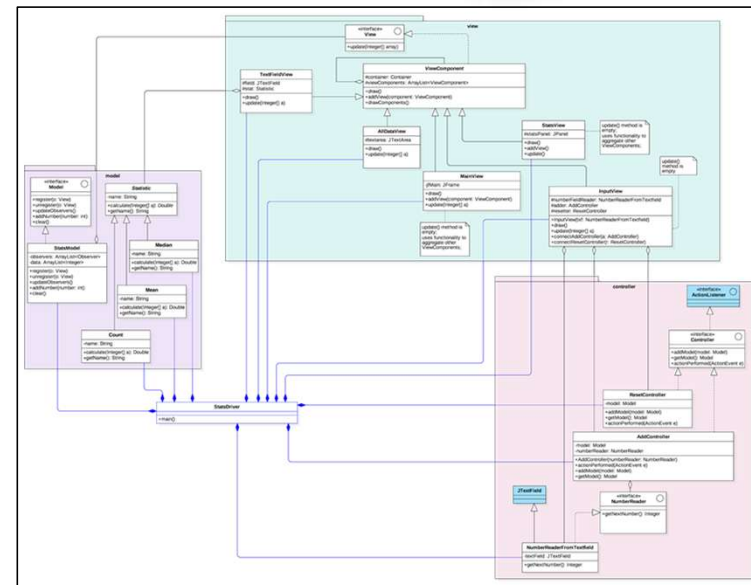 view
«interface»
View
+update(Integer[] array)
ViewComponent
#container: Container
#viewComponents: ArrayList<ViewComponent>
+draw()
+addView(component: ViewComponent)
+drawComponents()
TextFieldView
#field: JTextField
#stat: Statistic
+draw()
+update(Integer[] a)
AllDataView
#textarea: JTextArea
+draw()
+update(Integer[] a)
StatsView
#statsPanel: JPanel
+draw()
+addView()
+update()
update() method is
empty;
uses functionality to
aggregate other
ViewComponents;
MainView
jfMain: JFrame
+draw()
+addView(component: ViewComponent)
+update(Integer[] a)
update() method is
empty;
uses functionality to
aggregate other
ViewComponents;
update()
method is
empty
InputView
#numberFieldReader: NumberReaderFromTextfield
#adder: AddController
#resetter: ResetController
+InputView(txf: NumberReaderFromTextfield)
+draw()
+update(Integer[] a)
+connectAddController(a: AddController)
+connectResetController(r: ResetController)
model
«interface»
Model
+register(v: View)
+unregister(v: View)
+updateObservers()
+addNumber(number: int)
+clear()
Statistic
-name: String
+calculate(Integer[] a): Double
+getName(): String
StatsModel
-observers: ArrayList<Observer>
-data: ArrayList<Integer>
+register(v: View)
+unregister(v: View)
+updateObservers()
+addNumber(number: int)
+clear()
Median
-name: String
+calculate(Integer[] a): Double
+getName(): String
Mean
-name: String
+calculate(Integer[] a): Double
+getName(): String
Count
-name: String
+calculate(Integer[] a): Double
+getName(): String
StatsDriver
+main()
controller
«interface»
ActionListener
«interface»
Controller
+addModel(model: Model)
+getModel(): Model
+actionPerformed(ActionEvent e)
ResetController
-model: Model
+addModel(model: Model)
+getModel(): Model
+actionPerformed(ActionEvent e)
AddController
-model: Model
-numberReader: NumberReader
+AddController(numberReader: NumberReader)
+actionPerformed(ActionEvent e)
+addModel(model: Model)
+getModel(): Model
JTextField
«interface»
NumberReader
+getNextNumber(): Integer
NumberReaderFromTextfield
-textField: JTextField
+getNextNumber(): Integer